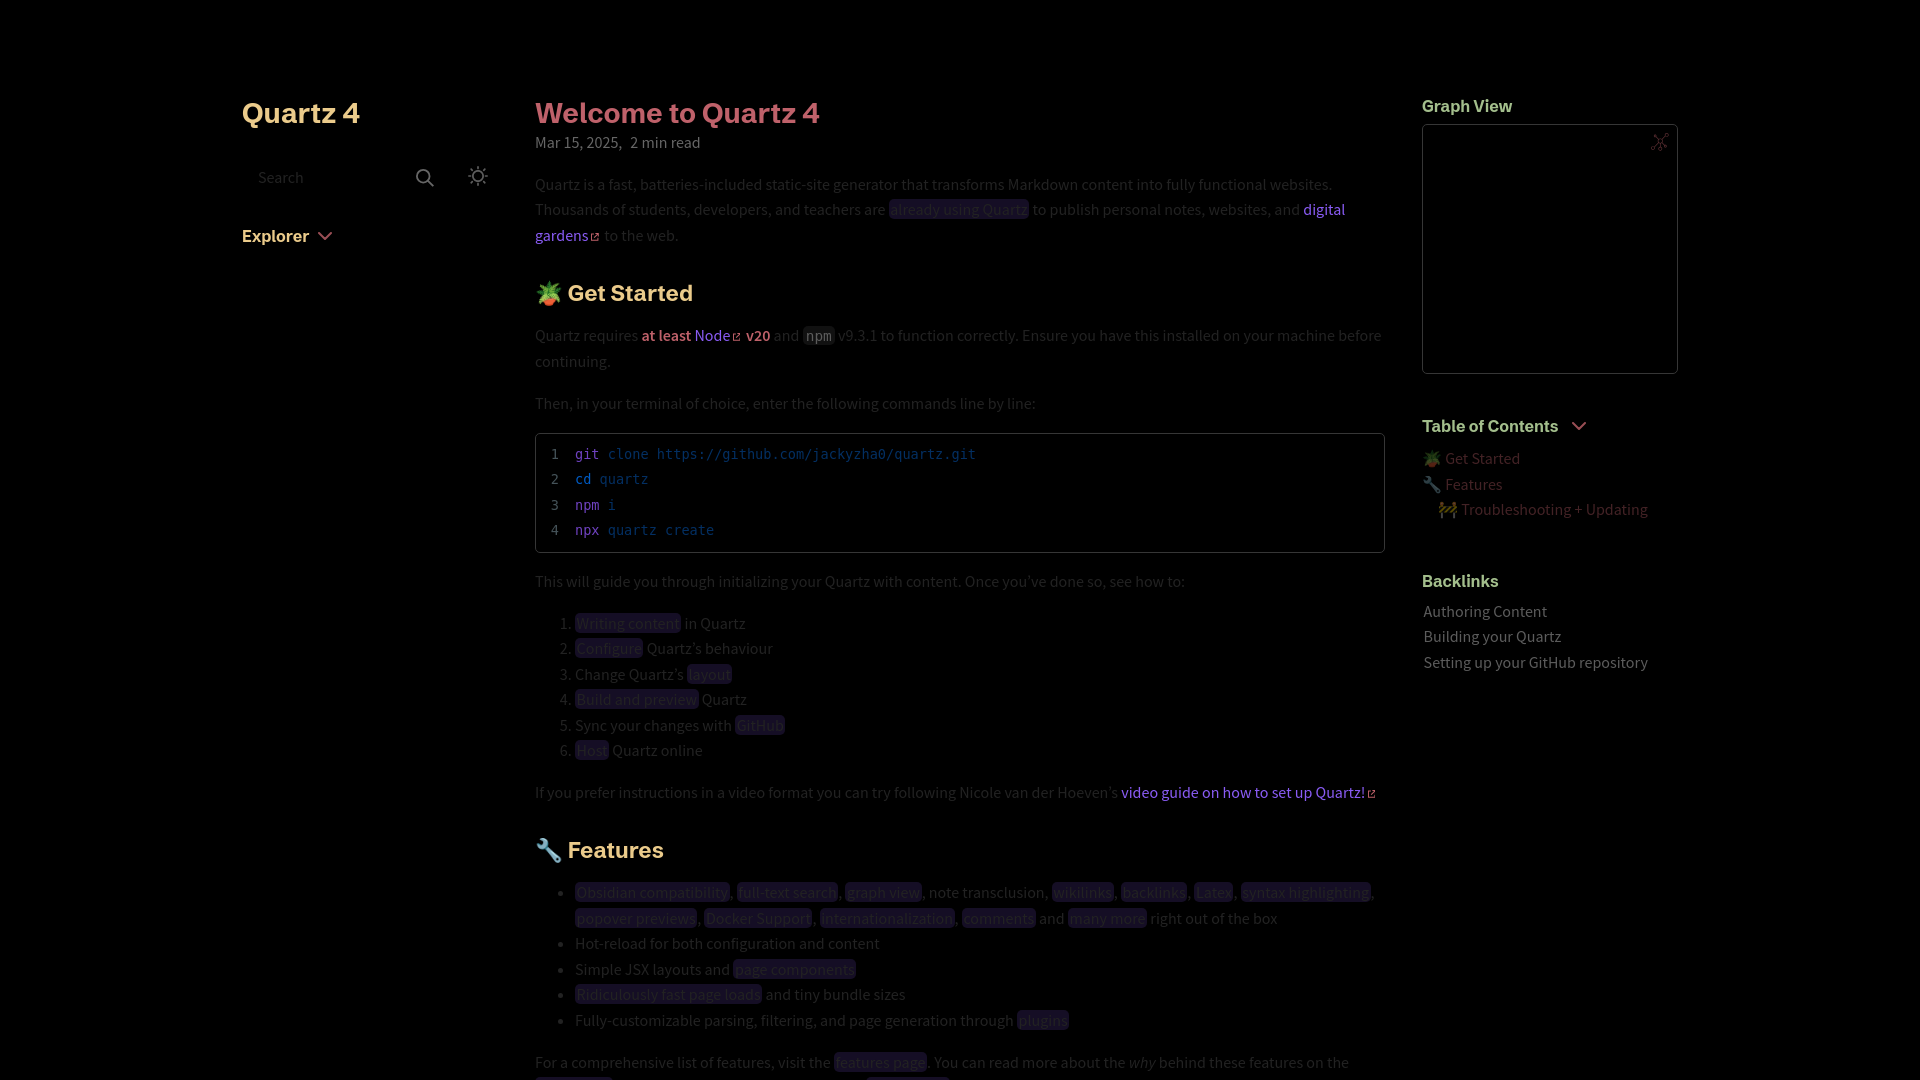 Quartz 4
Search
Explorer
Welcome to Quartz 4
Mar 15, 2025, 2 min read
Quartz is a fast, batteries-included static-site generator that transforms Markdown content into fully functional websites.
Thousands of students, developers, and teachers are already using Quartz to publish personal notes, websites, and digital
gardens to the web.
🪴 Get Started
Quartz requires at least Node v20 and npm v9.3.1 to function correctly. Ensure you have this installed on your machine before
continuing.
Then, in your terminal of choice, enter the following commands line by line:
1 git clone https://github.com/jackyzha0/quartz.git
2 cd quartz
3 npm i
4 npx quartz create
This will guide you through initializing your Quartz with content. Once you've done so, see how to:
1. Writing content in Quartz
2. Configure Quartz's behaviour
3. Change Quartz's layout
4. Build and preview Quartz
5. Sync your changes with GitHub
6. Host Quartz online
If you prefer instructions in a video format you can try following Nicole van der Hoeven's video guide on how to set up Quartz!
🔧 Features
• Obsidian compatibility, full-text search, graph view, note transclusion, wikilinks, backlinks, Latex, syntax highlighting,
popover previews, Docker Support, internationalization, comments and many more right out of the box
• Hot-reload for both configuration and content
• Simple JSX layouts and page components
• Ridiculously fast page loads and tiny bundle sizes
• Fully-customizable parsing, filtering, and page generation through plugins
For a comprehensive list of features, visit the features page. You can read more about the why behind these features on the
Graph View
Table of Contents
🪴 Get Started
🔧 Features
🚧 Troubleshooting + Updating
Backlinks
Authoring Content
Building your Quartz
Setting up your GitHub repository